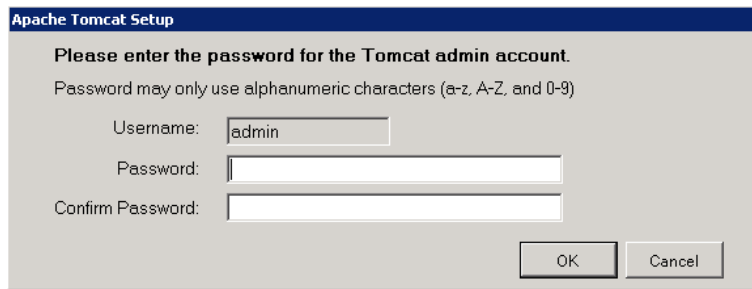 Apache Tomcat Setup
Please enter the password for the Tomcat admin account.
Password may only use alphanumeric characters (a-z, A-Z, and 0-9)
Username: admin
Password:
Confirm Password:
OK Cancel